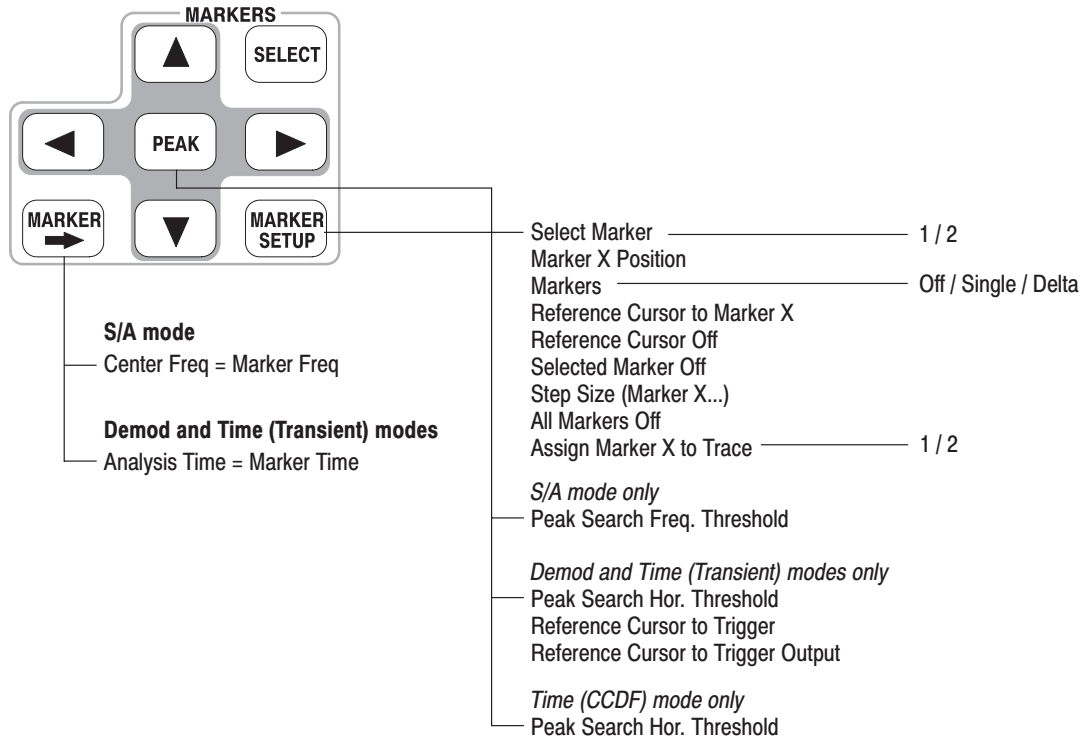 MARKERS
SELECT
PEAK
MARKER
MARKER
SETUP
S/A mode
Center Freq = Marker Freq
Demod and Time (Transient) modes
Analysis Time = Marker Time
Select Marker 1 / 2
Marker X Position
Markers Off / Single / Delta
Reference Cursor to Marker X
Reference Cursor Off
Selected Marker Off
Step Size (Marker X...)
All Markers Off
Assign Marker X to Trace 1 / 2
S/A mode only
Peak Search Freq. Threshold
Demod and Time (Transient) modes only
Peak Search Hor. Threshold
Reference Cursor to Trigger
Reference Cursor to Trigger Output
Time (CCDF) mode only
Peak Search Hor. Threshold